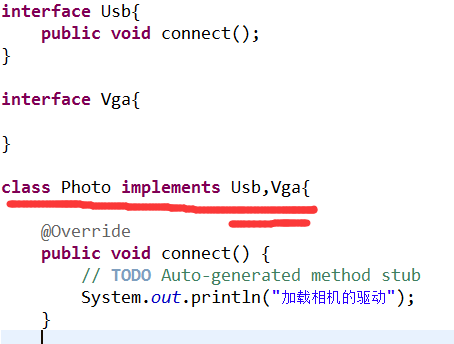 interface Usb{
public void connect();
}
interface Vga{
}
class Photo implements Usb,Vga{
@Override
public void connect() {
// TODO Auto-generated method stub
System.out.println("加载相机的驱动");
}